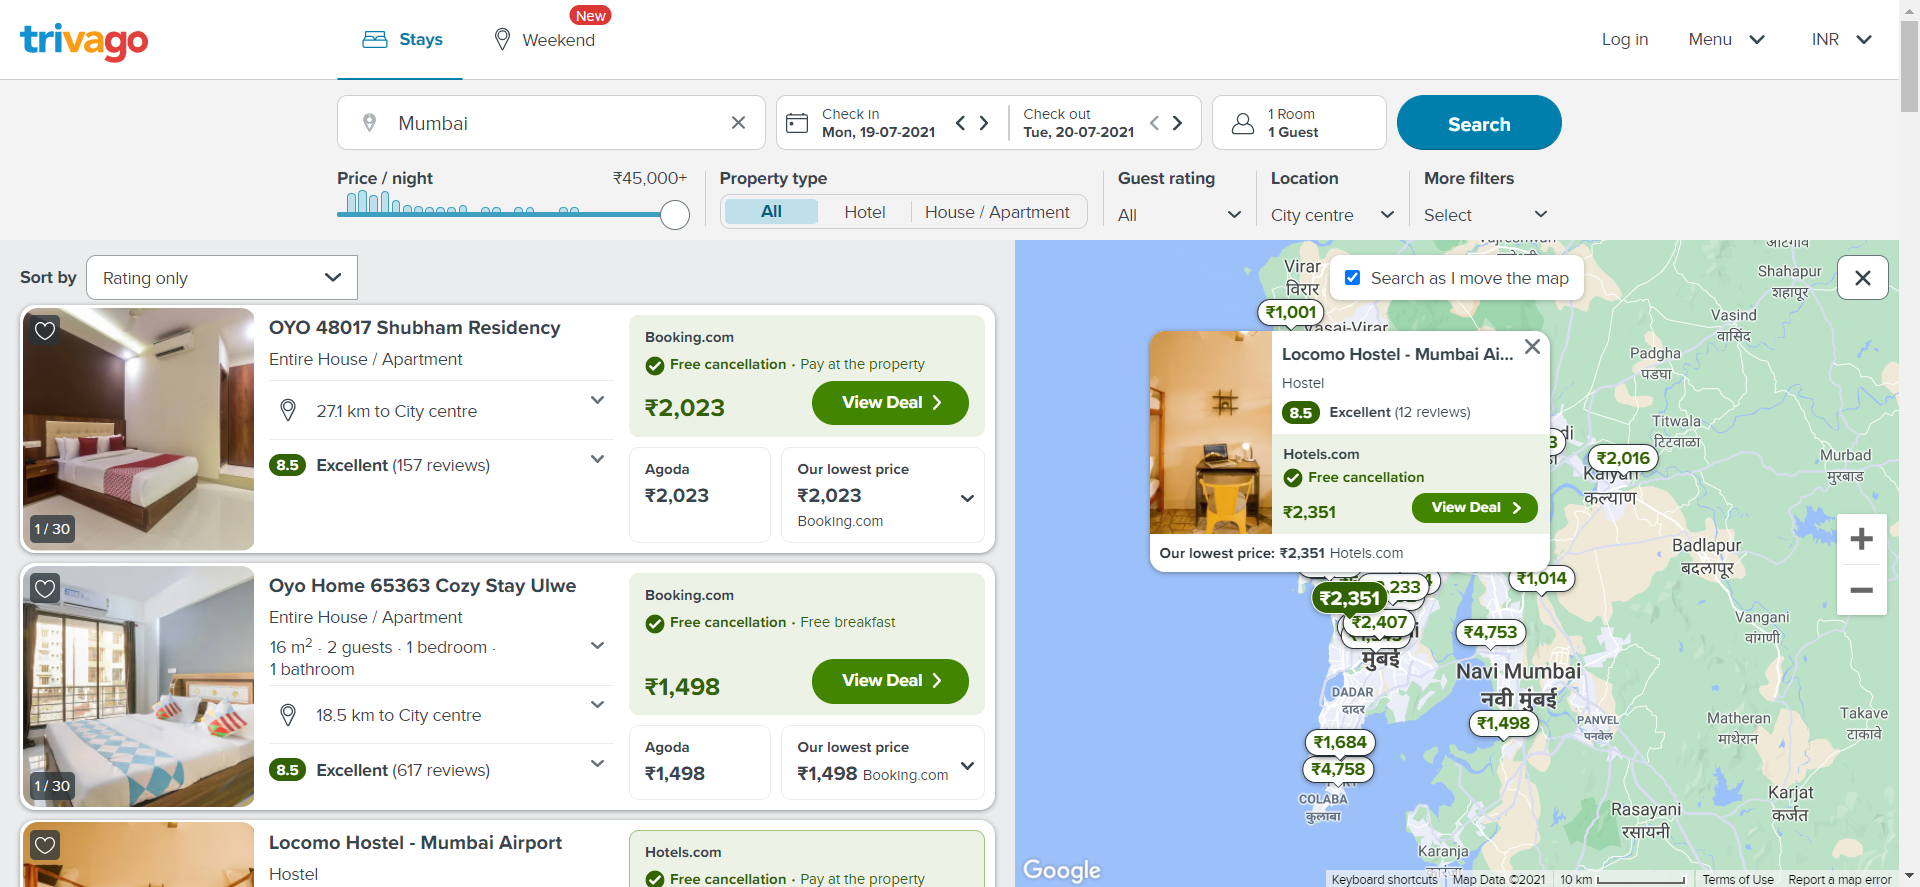 trivago
Stays
Weekend
New
Log in
Menu
INR
Mumbai
Check in
Mon, 19-07-2021
Check out
Tue, 20-07-2021
1 Room
1 Guest
Search
Price / night
₹45,000+
Property type
All
Hotel
House / Apartment
Guest rating
All
Location
City centre
More filters
Select
Sort by
Rating only
OYO 48017 Shubham Residency
Entire House / Apartment
27.1 km to City centre
8.5 Excellent (157 reviews)
1 / 30
Booking.com
Free cancellation · Pay at the property
₹2,023
View Deal
Agoda
₹2,023
Our lowest price
₹2,023
Booking.com
Oyo Home 65363 Cozy Stay Ulwe
Entire House / Apartment
16 m² · 2 guests · 1 bedroom ·
1 bathroom
18.5 km to City centre
8.5 Excellent (617 reviews)
1 / 30
Booking.com
Free cancellation · Free breakfast
₹1,498
View Deal
Agoda
₹1,498
Our lowest price
₹1,498 Booking.com
Locomo Hostel - Mumbai Airport
Hostel
Hotels.com
Free cancellation · Pay at the property
Search as I move the map
Virar
विरार
₹1,001
Vasai-Virar
Locomo Hostel - Mumbai Ai...
Hostel
8.5 Excellent (12 reviews)
Hotels.com
Free cancellation
₹2,351
View Deal
Our lowest price: ₹2,351 Hotels.com
Shahapur
शहापूर
Vasind
वासिंद
Padgha
पडघा
Titwala
टिटवाळा
₹2,016
Kalyan
कल्याण
Murbad
मुरबाड
Badlapur
बदलापूर
₹1,014
₹2,351
₹2,407
मुंबई
₹4,753
Navi Mumbai
नवी मुंबई
₹1,498
DADAR
दादर
PANVEL
पनवेल
Vangani
वांगणी
Matheran
माथेरान
Takave
टाकावे
₹1,684
₹4,758
COLABA
कुलाबा
Karjat
कर्जत
Rasayani
रसायनी
Karanja
Google
Keyboard shortcuts
Map Data ©2021
10 km
Terms of Use
Report a map error